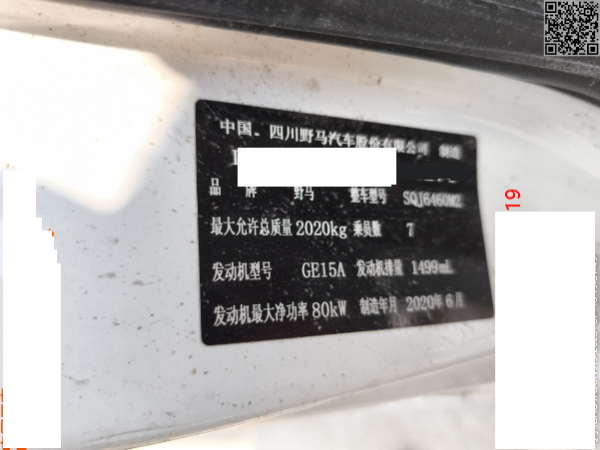 中国.四川野马汽车股份有限公司 制造
品 牌 野马 整车型号 SQJ6460M2
最大允许总质量 2020kg 乘员数 7
发动机型号 GE15A 发动机排量 1499mL
发动机最大净功率 80kW 制造年月 2020年6月
19